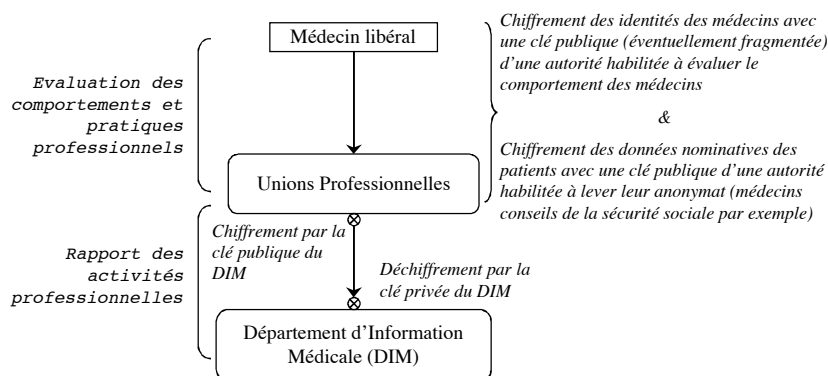 Médecin libéral
Evaluation des
comportements et
pratiques
professionnels
Chiffrement des identités des médecins avec
une clé publique (éventuellement fragmentée)
d'une autorité habilitée à évaluer le
comportement des médecins
&
Chiffrement des données nominatives des
patients avec une clé publique d'une autorité
habilitée à lever leur anonymat (médecins
conseils de la sécurité sociale par exemple)
Unions Professionnelles
Chiffrement par la
clé publique du
DIM
Rapport des
activités
professionnelles
Déchiffrement par la
clé privée du DIM
Département d'Information
Médicale (DIM)